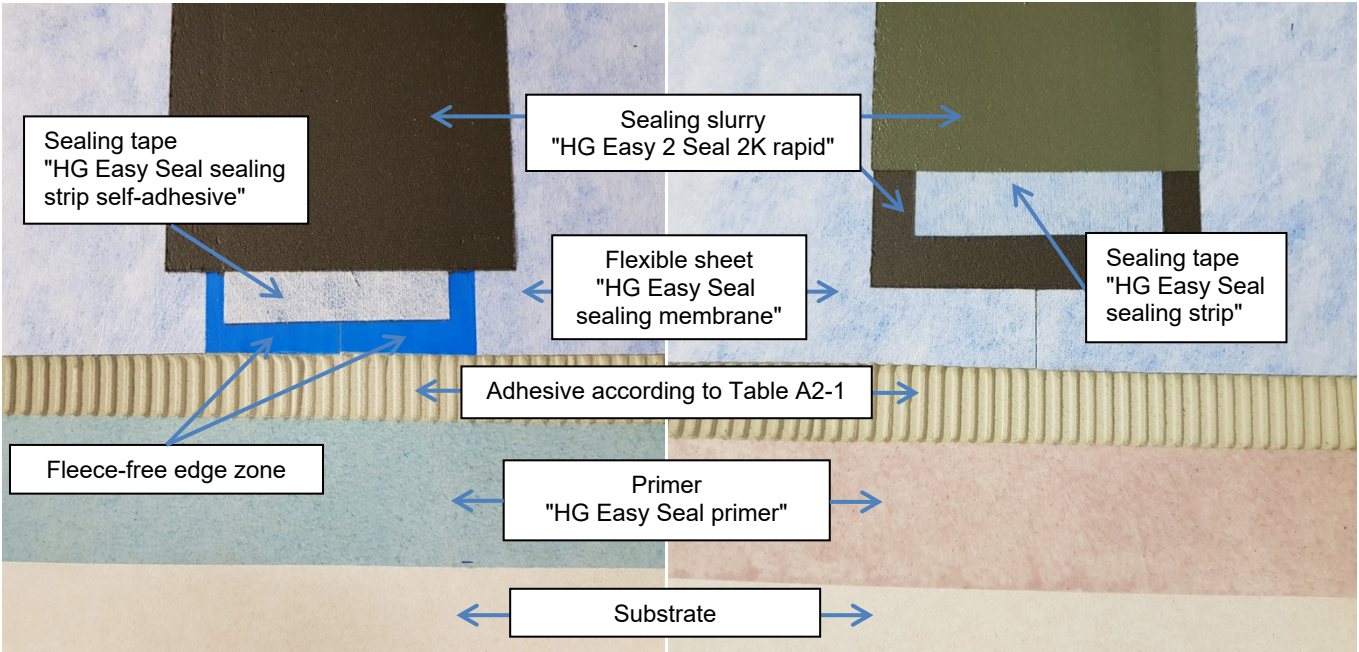 Sealing tape
"HG Easy Seal sealing
strip self-adhesive"
Sealing slurry
"HG Easy 2 Seal 2K rapid"
Flexible sheet
"HG Easy Seal
sealing membrane"
Sealing tape
"HG Easy Seal
sealing strip"
Adhesive according to Table A2-1
Fleece-free edge zone
Primer
"HG Easy Seal primer"
Substrate